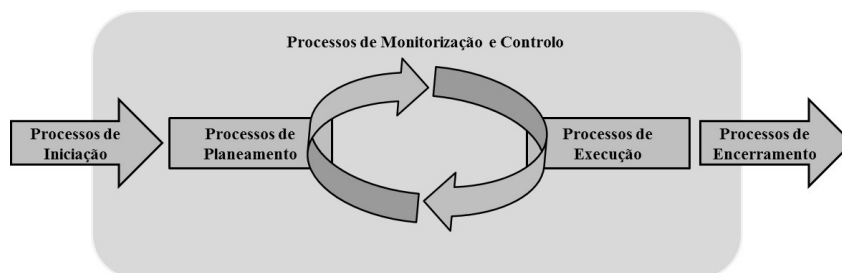 Processos de Monitorização e Controlo
Processos de
Iniciação
Processos de
Planeamento
Processos de
Execução
Processos de
Encerramento